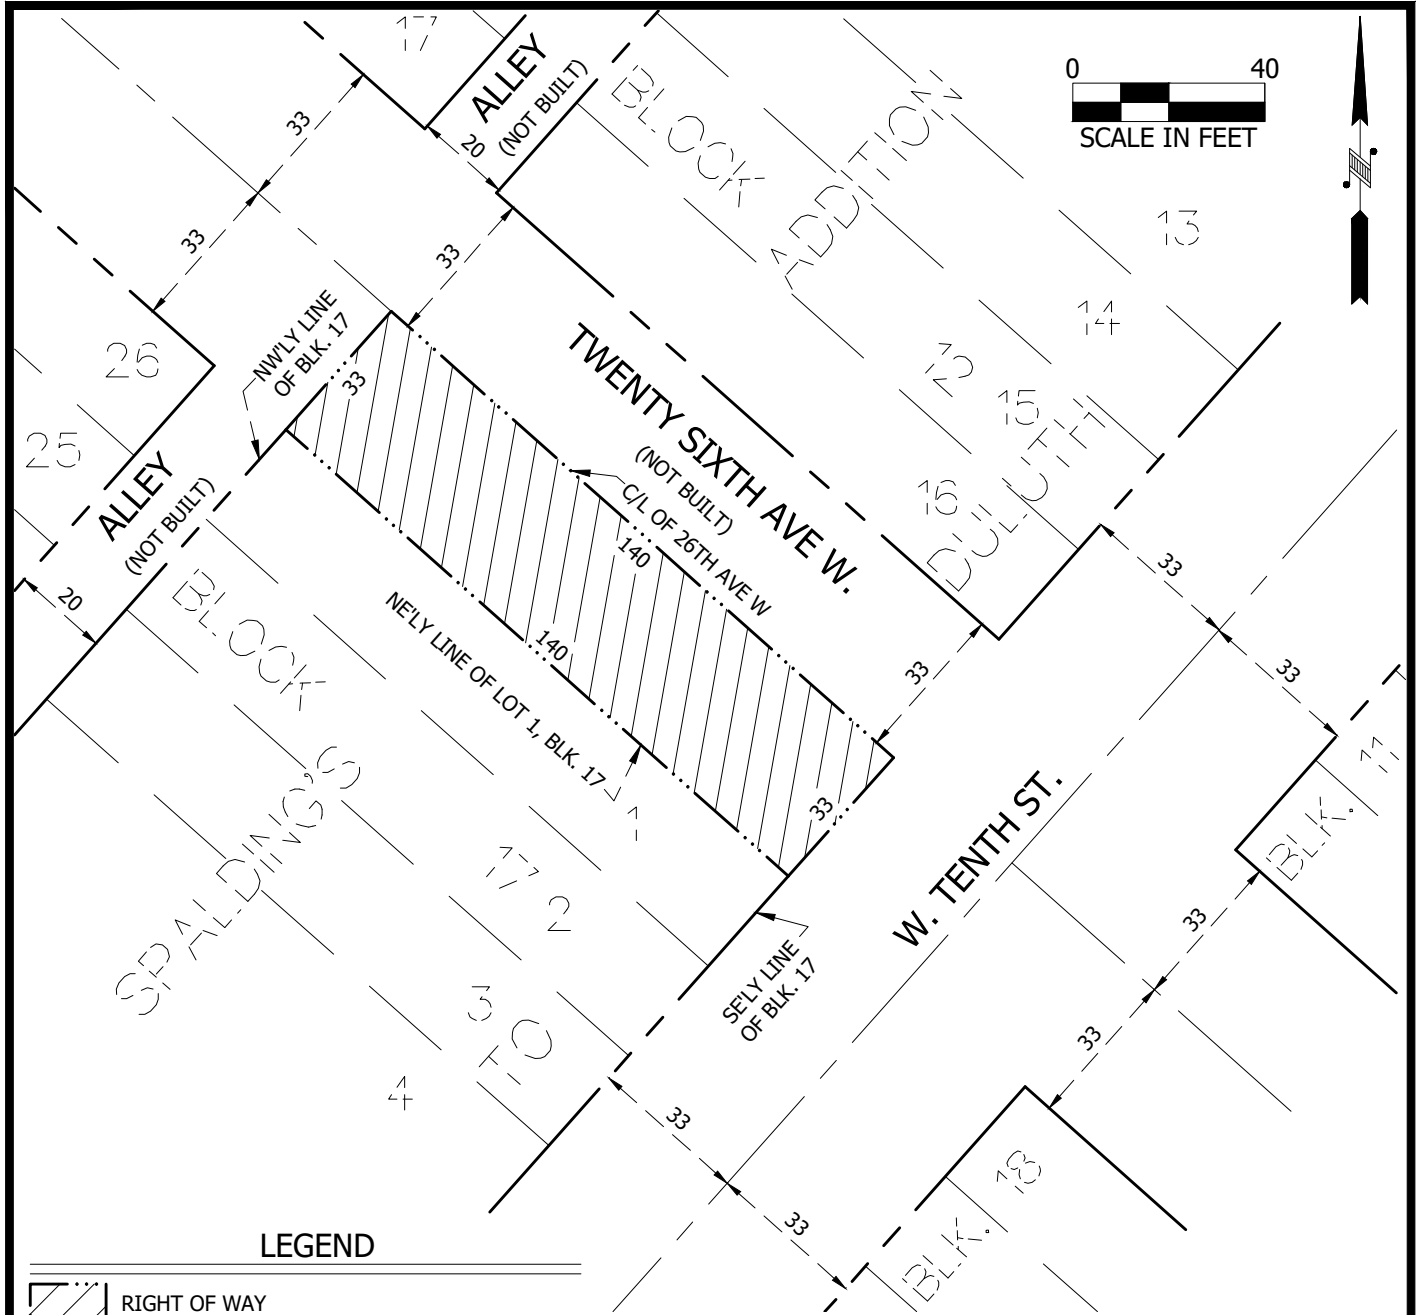 17
ALLEY
(NOT BUILT)
20
33
33
33
BLOCK
ADDITION
0 40
SCALE IN FEET
13
14
12
15
16
DULUTH
26
25
NW'LY LINE
OF BLK. 17
33
TWENTY SIXTH AVE W.
(NOT BUILT)
C/L OF 26TH AVE W
140
140
NE'LY LINE OF LOT 1, BLK. 17
1
ALLEY
(NOT BUILT)
20
BLOCK
17
SPALDING'S
2
3
4
TO
33
33
33
33
W. TENTH ST.
SE'LY LINE
OF BLK. 17
BLK. 11
33
33
33
33
BLK. 18
LEGEND
RIGHT OF WAY